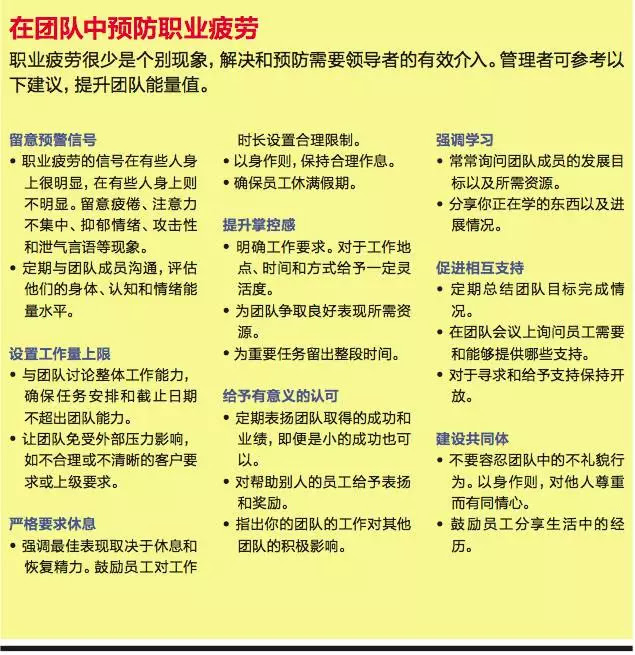 在团队中预防职业疲劳
职业疲劳很少是个别现象，解决和预防需要领导者的有效介入。管理者可参考以
下建议，提升团队能量值。
留意预警信号
• 职业疲劳的信号在有些人身
上很明显，在有些人身上则
不明显。留意疲倦、注意力
不集中、抑郁情绪、攻击性
和泄气言语等现象。
• 定期与团队成员沟通，评估
他们的身体、认知和情绪能
量水平。
设置工作量上限
• 与团队讨论整体工作能力，
确保任务安排和截止日期
不超出团队能力。
• 让团队免受外部压力影响，
如不合理或不清晰的客户要
求或上级要求。
严格要求休息
• 强调最佳表现取决于休息和
恢复精力。鼓励员工对工作
时长设置合理限制。
• 以身作则，保持合理作息。
• 确保员工休满假期。
提升掌控感
• 明确工作要求。对于工作地
点、时间和方式给予一定灵
活度。
• 为团队争取良好表现所需资
源。
• 为重要任务留出整段时间。
给予有意义的认可
• 定期表扬团队取得的成功和
业绩，即便是小的成功也可
以。
• 对帮助别人的员工给予表扬
和奖励。
• 指出你的团队的工作对其他
团队的积极影响。
强调学习
• 常常询问团队成员的发展目
标以及所需资源。
• 分享你正在学的东西以及进
展情况。
促进相互支持
• 定期总结团队目标完成情
况。
• 在团队会议上询问员工需要
和能够提供哪些支持。
• 对于寻求和给予支持保持开
放。
建设共同体
• 不要容忍团队中的不礼貌行
为。以身作则，对他人尊重
而有同情心。
• 鼓励员工分享生活中的经
历。